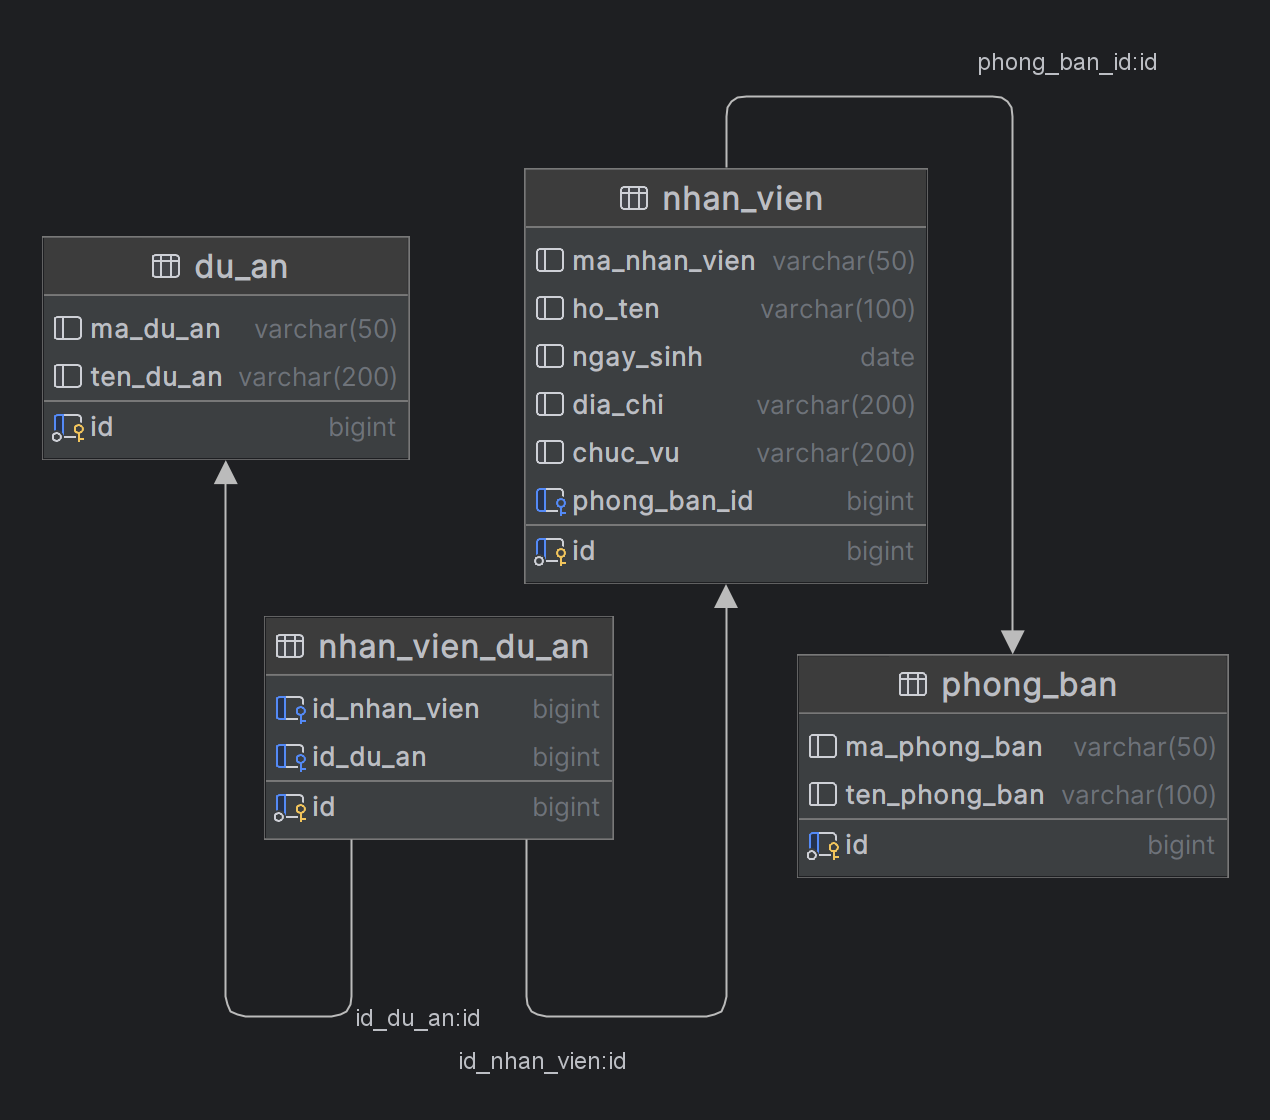 phong_ban_id:id
nhan_vien
ma_nhan_vien varchar(50)
ho_ten varchar(100)
ngay_sinh date
dia_chi varchar(200)
chuc_vu varchar(200)
phong_ban_id bigint
id bigint
du_an
ma_du_an varchar(50)
ten_du_an varchar(200)
id bigint
nhan_vien_du_an
id_nhan_vien bigint
id_du_an bigint
id bigint
phong_ban
ma_phong_ban varchar(50)
ten_phong_ban varchar(100)
id bigint
id_du_an:id
id_nhan_vien:id